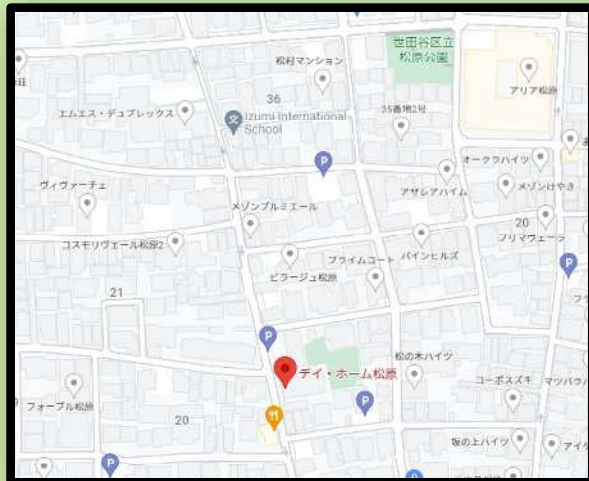 世田谷区立
松原公園
松村マンション
アリア松原
36
エムエス・デュプレックス
Izumi International
School
35番地2号
P
オークラハイツ
ヴィヴァーチェ
アザレアハイム
メゾンけやき
メゾンプルミエール
20
プリマヴェーラ
コスモリヴェール松原2
パインヒルズ
ビラージュ松原
プライムコート
P
21
P
デイ・ホーム松原
松の木ハイツ
フォーブル松原
コーポスズキ
P
20
坂の上ハイツ
P